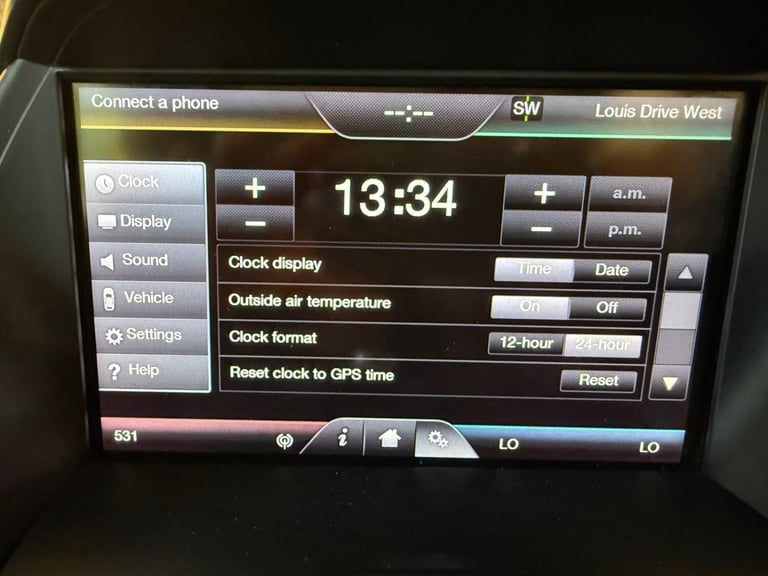 Connect a phone
--:--
SW
Louis Drive West
Clock
+
13:34
+
a.m.
Display
–
–
p.m.
Sound
Clock display
Time
Date
Vehicle
Outside air temperature
On
Off
Settings
Clock format
12-hour
24-hour
? Help
Reset clock to GPS time
Reset
531
i
LO
LO